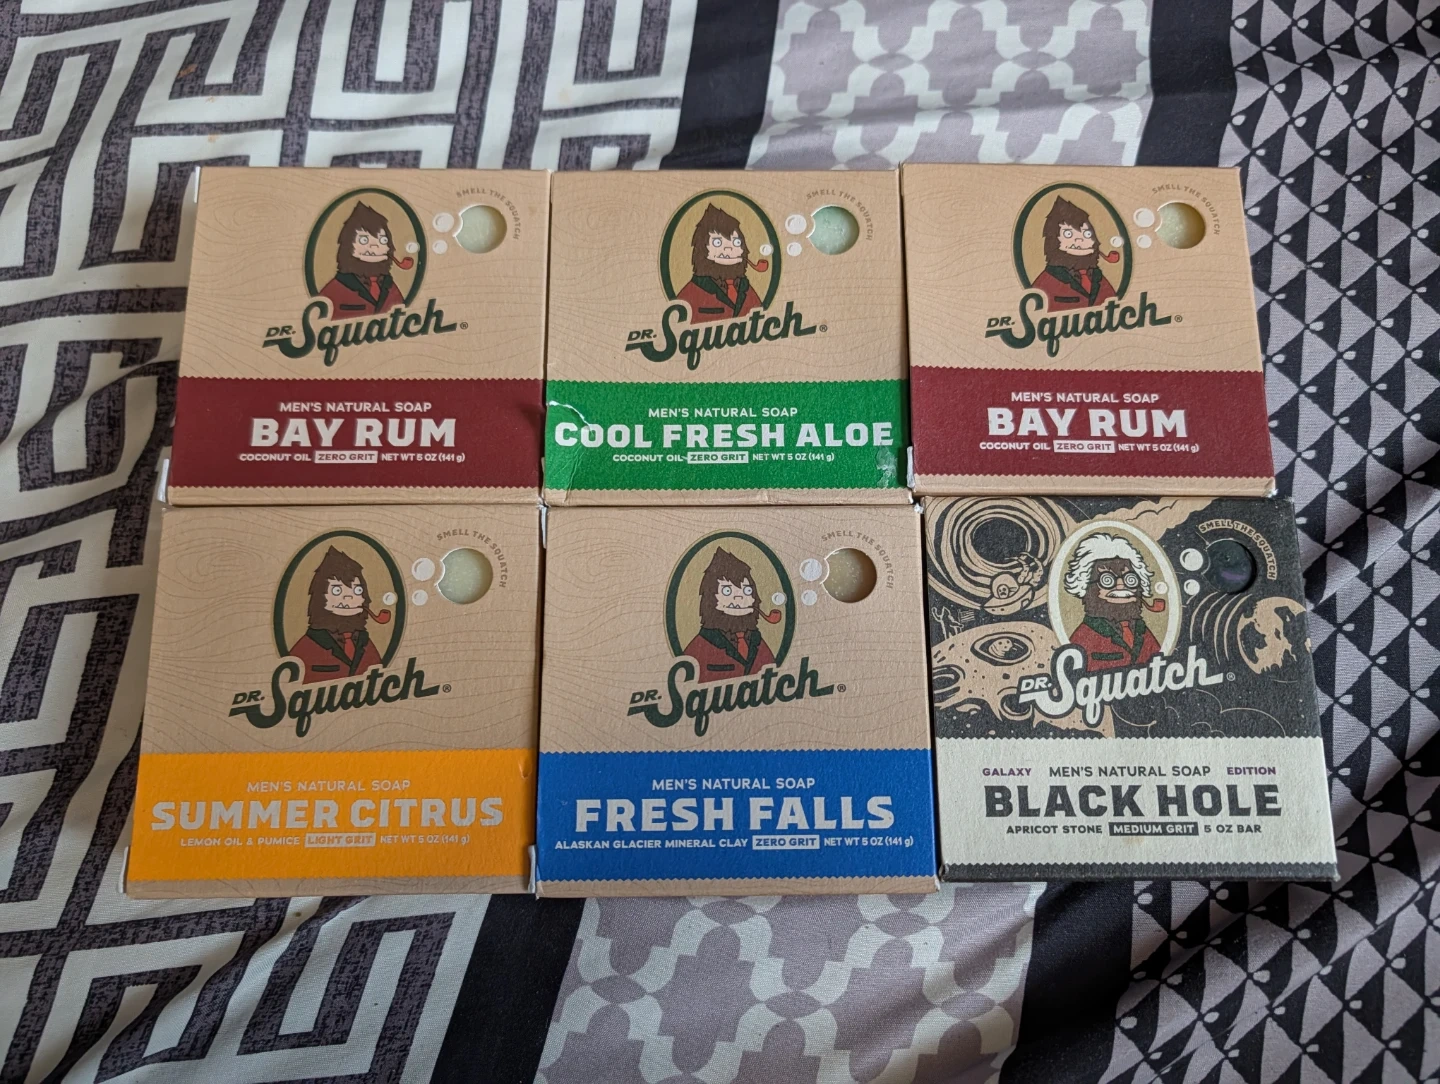 SMELL THE SQUATCH
DR. Squatch ®
MEN'S NATURAL SOAP
BAY RUM
COCONUT OIL ZERO GRIT NET WT 5 OZ (141 g)
SMELL THE SQUATCH
DR. Squatch ®
MEN'S NATURAL SOAP
COOL FRESH ALOE
COCONUT OIL ZERO GRIT NET WT 5 OZ (141 g)
SMELL THE SQUATCH
DR. Squatch ®
MEN'S NATURAL SOAP
BAY RUM
COCONUT OIL ZERO GRIT NET WT 5 OZ (141 g)
SMELL THE SQUATCH
DR. Squatch ®
MEN'S NATURAL SOAP
SUMMER CITRUS
LEMON OIL & PUMICE LIGHT GRIT NET WT 5 OZ (141 g)
SMELL THE SQUATCH
DR. Squatch ®
MEN'S NATURAL SOAP
FRESH FALLS
ALASKAN GLACIER MINERAL CLAY ZERO GRIT NET WT 5 OZ (141 g)
SMELL THE SQUATCH
DR. Squatch ®
GALAXY MEN'S NATURAL SOAP EDITION
BLACK HOLE
APRICOT STONE MEDIUM GRIT 5 OZ BAR